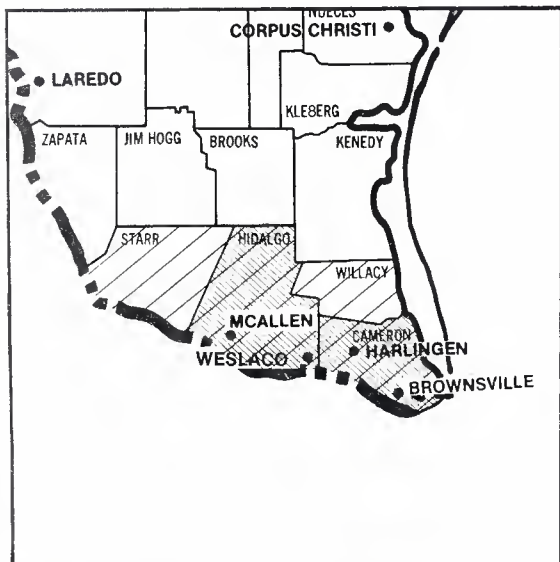 NUECES
CORPUS CHRISTI
LAREDO
KLEBERG
ZAPATA
JIM HOGG
BROOKS
KENEDY
STARR
HIDALGO
WILLACY
MCALLEN
CAMERON
WESLACO
HARLINGEN
BROWNSVILLE